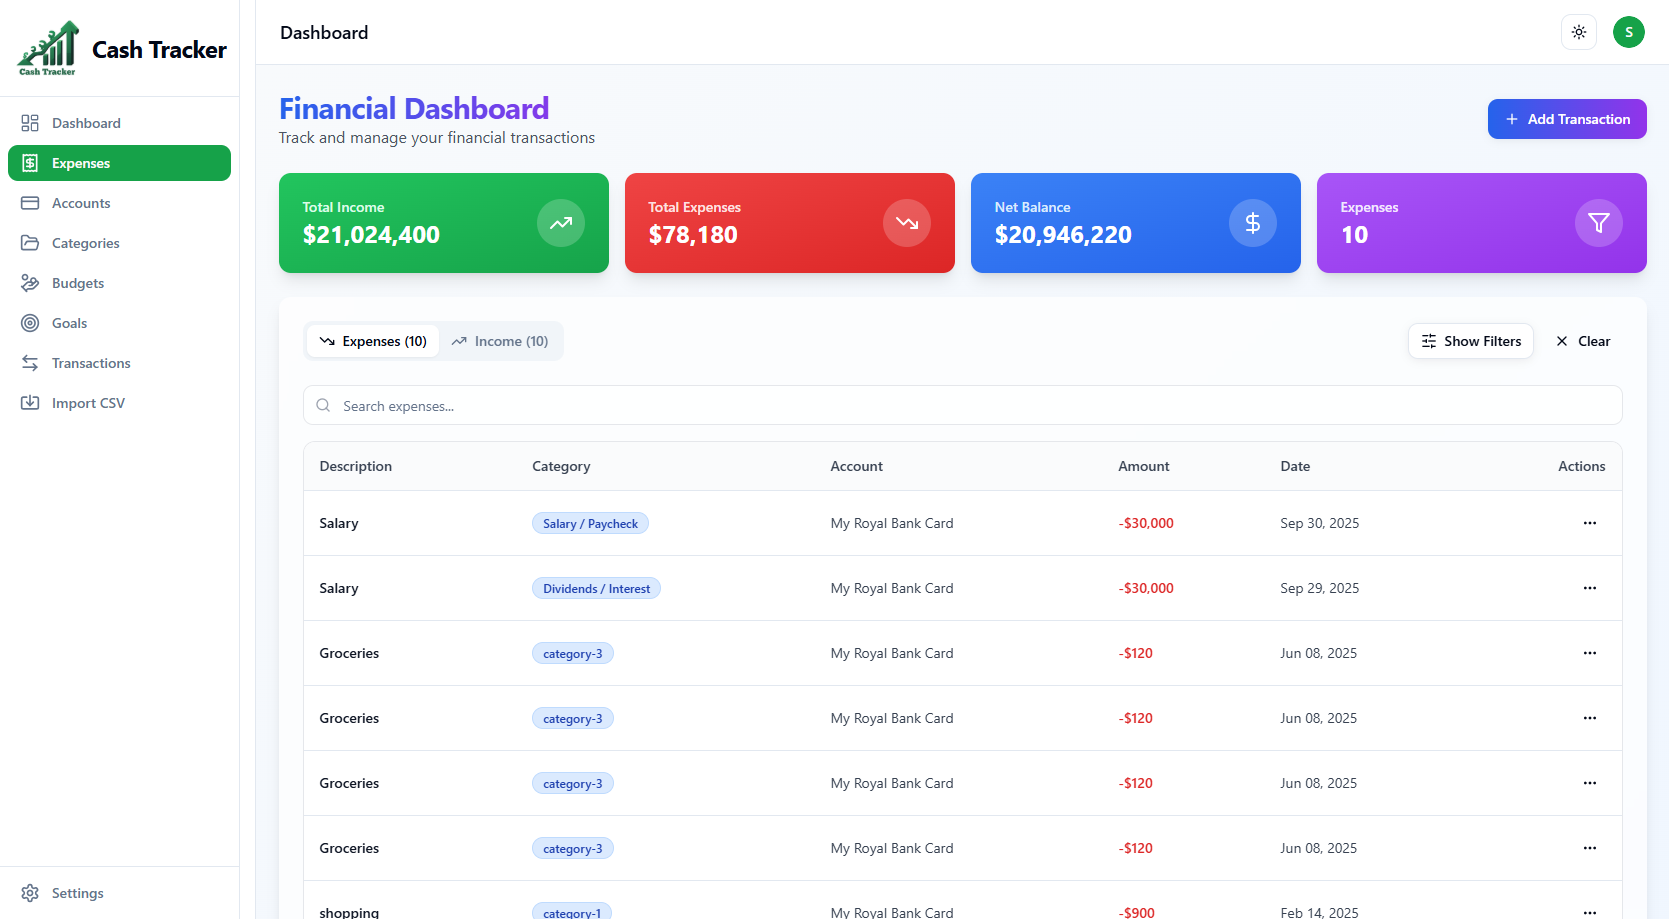 Cash Tracker
Cash Tracker
Dashboard
S
Dashboard
Expenses
Accounts
Categories
Budgets
Goals
Transactions
Import CSV
Settings
Financial Dashboard
Track and manage your financial transactions
+ Add Transaction
Total Income
$21,024,400
Total Expenses
$78,180
Net Balance
$20,946,220
$
Expenses
10
Expenses (10) Income (10)
Show Filters Clear
Search expenses...
Description Category Account Amount Date Actions
Salary Salary / Paycheck My Royal Bank Card -$30,000 Sep 30, 2025 ...
Salary Dividends / Interest My Royal Bank Card -$30,000 Sep 29, 2025 ...
Groceries category-3 My Royal Bank Card -$120 Jun 08, 2025 ...
Groceries category-3 My Royal Bank Card -$120 Jun 08, 2025 ...
Groceries category-3 My Royal Bank Card -$120 Jun 08, 2025 ...
Groceries category-3 My Royal Bank Card -$120 Jun 08, 2025 ...
shopping category-1 My Royal Bank Card -$900 Feb 14, 2025 ...